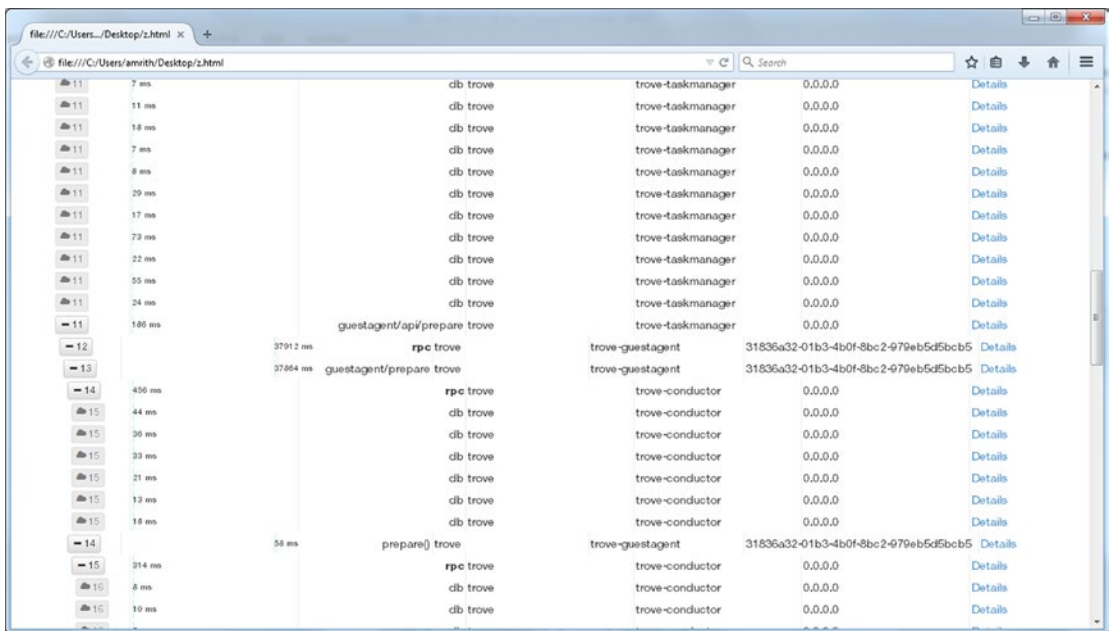 file:///C:/Users.../Desktop/z.html × +
file:///C:/Users/amrith/Desktop/z.html Search
11 7 ms db trove trove-taskmanager 0.0.0.0 Details
11 11 ms db trove trove-taskmanager 0.0.0.0 Details
11 18 ms db trove trove-taskmanager 0.0.0.0 Details
11 7 ms db trove trove-taskmanager 0.0.0.0 Details
11 8 ms db trove trove-taskmanager 0.0.0.0 Details
11 29 ms db trove trove-taskmanager 0.0.0.0 Details
11 17 ms db trove trove-taskmanager 0.0.0.0 Details
11 73 ms db trove trove-taskmanager 0.0.0.0 Details
11 22 ms db trove trove-taskmanager 0.0.0.0 Details
11 55 ms db trove trove-taskmanager 0.0.0.0 Details
11 24 ms db trove trove-taskmanager 0.0.0.0 Details
- 11 186 ms guestagent/api/prepare trove trove-taskmanager 0.0.0.0 Details
- 12 37912 ms rpc trove trove-guestagent 31836a32-01b3-4b0f-8bc2-979eb5d5bcb5 Details
- 13 37864 ms guestagent/prepare trove trove-guestagent 31836a32-01b3-4b0f-8bc2-979eb5d5bcb5 Details
- 14 456 ms rpc trove trove-conductor 0.0.0.0 Details
15 44 ms db trove trove-conductor 0.0.0.0 Details
15 36 ms db trove trove-conductor 0.0.0.0 Details
15 33 ms db trove trove-conductor 0.0.0.0 Details
15 21 ms db trove trove-conductor 0.0.0.0 Details
15 13 ms db trove trove-conductor 0.0.0.0 Details
15 18 ms db trove trove-conductor 0.0.0.0 Details
- 14 58 ms prepare() trove trove-guestagent 31836a32-01b3-4b0f-8bc2-979eb5d5bcb5 Details
- 15 314 ms rpc trove trove-conductor 0.0.0.0 Details
16 8 ms db trove trove-conductor 0.0.0.0 Details
16 10 ms db trove trove-conductor 0.0.0.0 Details